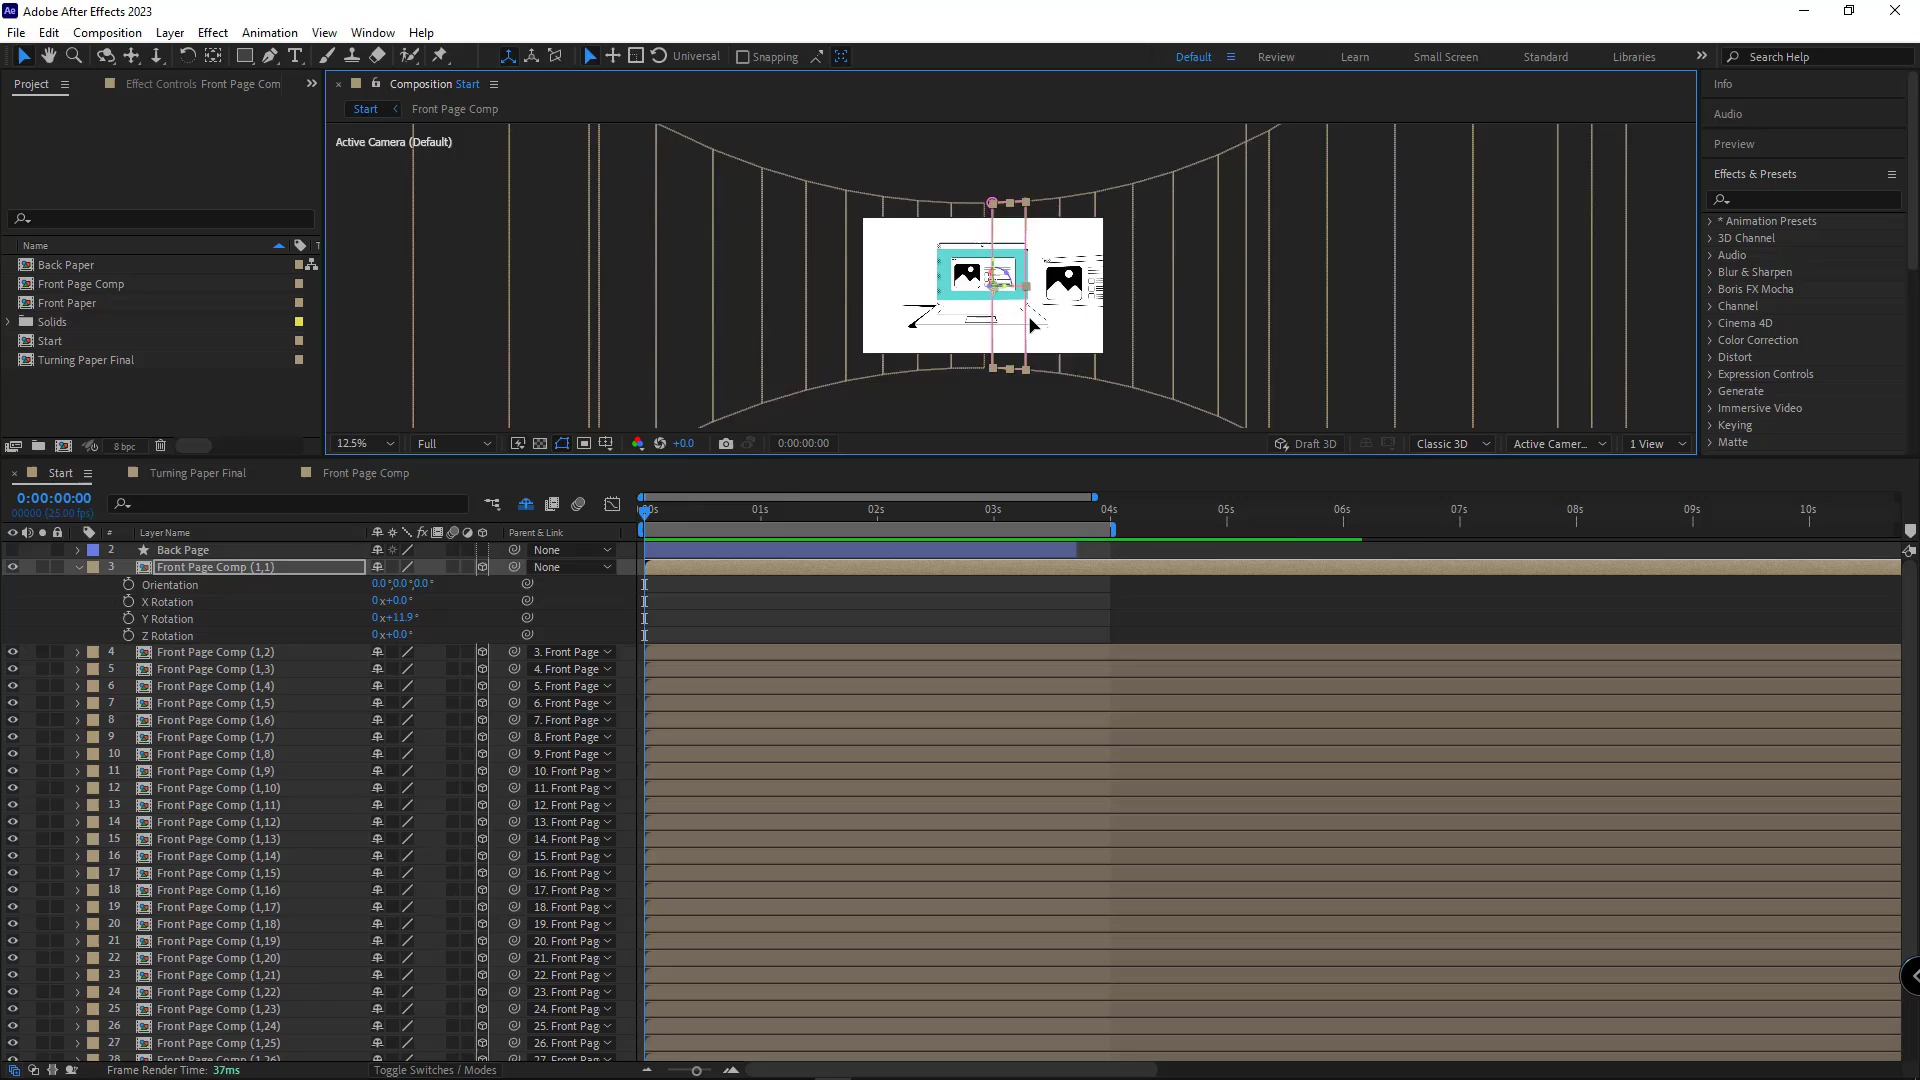 Adobe After Effects 2023
File Edit Composition Layer Effect Animation View Window Help
Universal Snapping Default Review Learn Small Screen Standard Libraries Search Help
Project Effect Controls Front Page Com Composition Start Info
Start Front Page Comp
Audio
Active Camera (Default)
Preview
Effects & Presets
* Animation Presets
3D Channel
Audio
Blur & Sharpen
Boris FX Mocha
Channel
Cinema 4D
Color Correction
Distort
Expression Controls
Generate
Immersive Video
Keying
Matte
Name T
Back Paper
Front Page Comp
Front Paper
Solids
Start
Turning Paper Final
8 bpc
12.5% Full +0.0 0:00:00:00 Draft 3D Classic 3D Active Camer... 1 View
Start Turning Paper Final Front Page Comp
0:00:00:00
00000 (25.00 fps)
00s 01s 02s 03s 04s 05s 06s 07s 08s 09s 10s
# Layer Name fx Parent & Link
2 Back Page None
3 Front Page Comp (1,1) None
Orientation 0.0°,0.0°,0.0°
X Rotation 0x+0.0°
Y Rotation 0x+11.9°
Z Rotation 0x+0.0°
4 Front Page Comp (1,2) 3. Front Page
5 Front Page Comp (1,3) 4. Front Page
6 Front Page Comp (1,4) 5. Front Page
7 Front Page Comp (1,5) 6. Front Page
8 Front Page Comp (1,6) 7. Front Page
9 Front Page Comp (1,7) 8. Front Page
10 Front Page Comp (1,8) 9. Front Page
11 Front Page Comp (1,9) 10. Front Pag
12 Front Page Comp (1,10) 11. Front Pag
13 Front Page Comp (1,11) 12. Front Pag
14 Front Page Comp (1,12) 13. Front Pag
15 Front Page Comp (1,13) 14. Front Pag
16 Front Page Comp (1,14) 15. Front Pag
17 Front Page Comp (1,15) 16. Front Pag
18 Front Page Comp (1,16) 17. Front Pag
19 Front Page Comp (1,17) 18. Front Pag
20 Front Page Comp (1,18) 19. Front Pag
21 Front Page Comp (1,19) 20. Front Pag
22 Front Page Comp (1,20) 21. Front Pag
23 Front Page Comp (1,21) 22. Front Pag
24 Front Page Comp (1,22) 23. Front Pag
25 Front Page Comp (1,23) 24. Front Pag
26 Front Page Comp (1,24) 25. Front Pag
27 Front Page Comp (1,25) 26. Front Pag
28 Front Page Comp (1,26) 27. Front Pag
Frame Render Time: 37ms Toggle Switches / Modes